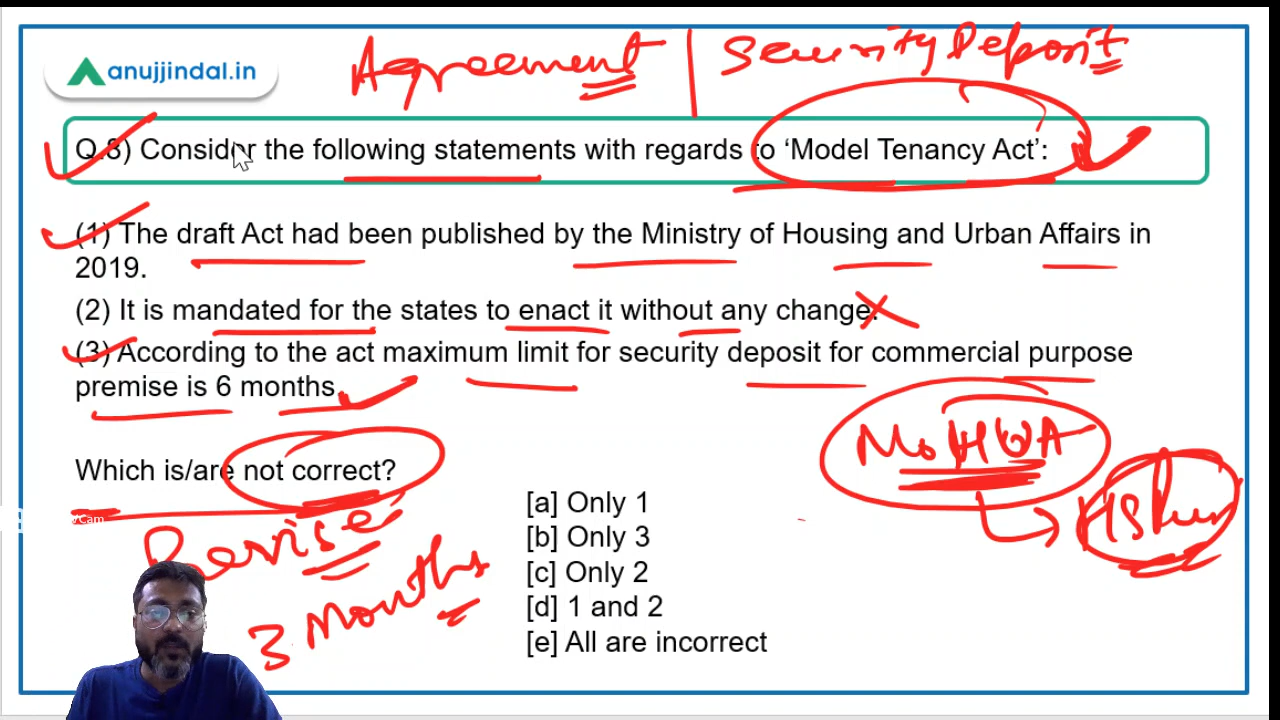 Agreement | Security Deposit
anujjindal.in
Q.8) Consider the following statements with regards to ‘Model Tenancy Act’:
(1) The draft Act had been published by the Ministry of Housing and Urban Affairs in
2019.
(2) It is mandated for the states to enact it without any change.
(3) According to the act maximum limit for security deposit for commercial purpose
premise is 6 months.
MoHUA
Which is/are not correct?
[a] Only 1
Cam
Revise
[b] Only 3
[c] Only 2
3 Months
[d] 1 and 2
[e] All are incorrect